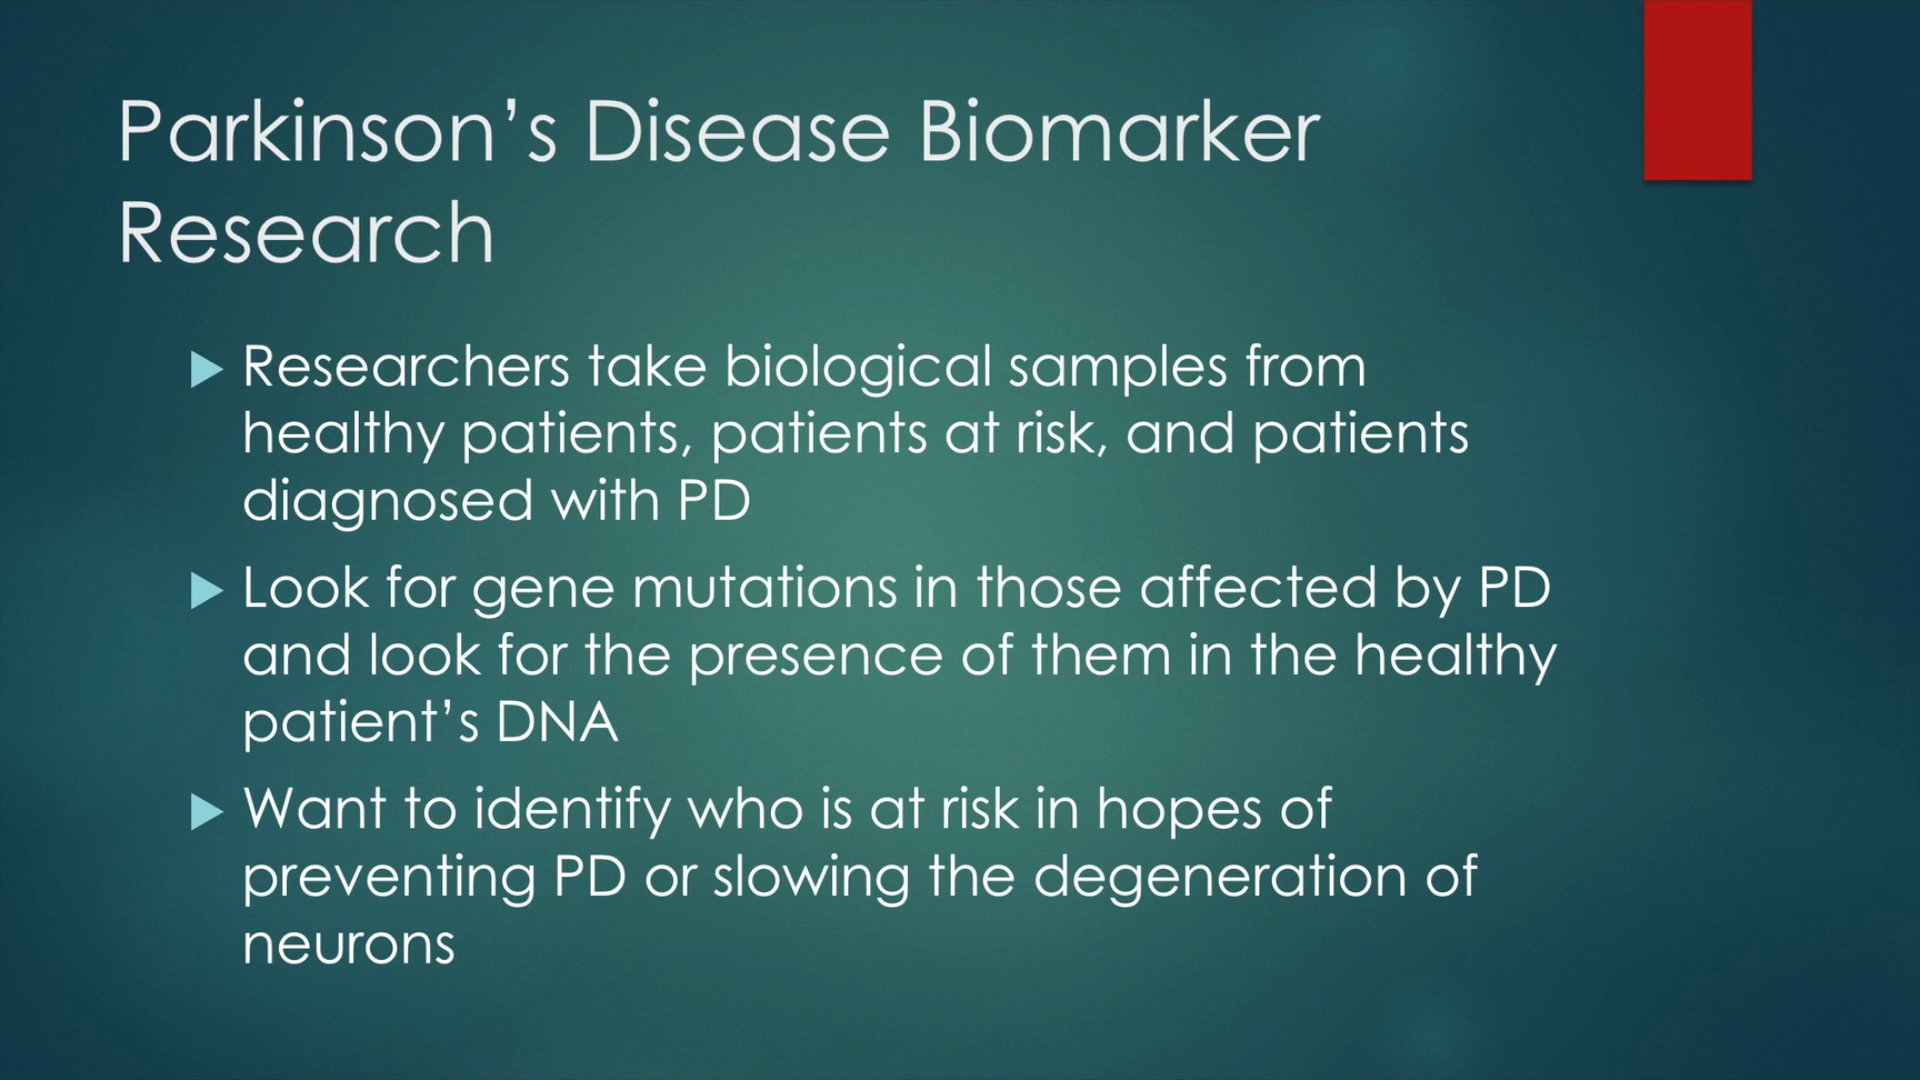 Parkinson’s Disease Biomarker
Research
Researchers take biological samples from
healthy patients, patients at risk, and patients
diagnosed with PD
Look for gene mutations in those affected by PD
and look for the presence of them in the healthy
patient’s DNA
Want to identify who is at risk in hopes of
preventing PD or slowing the degeneration of
neurons